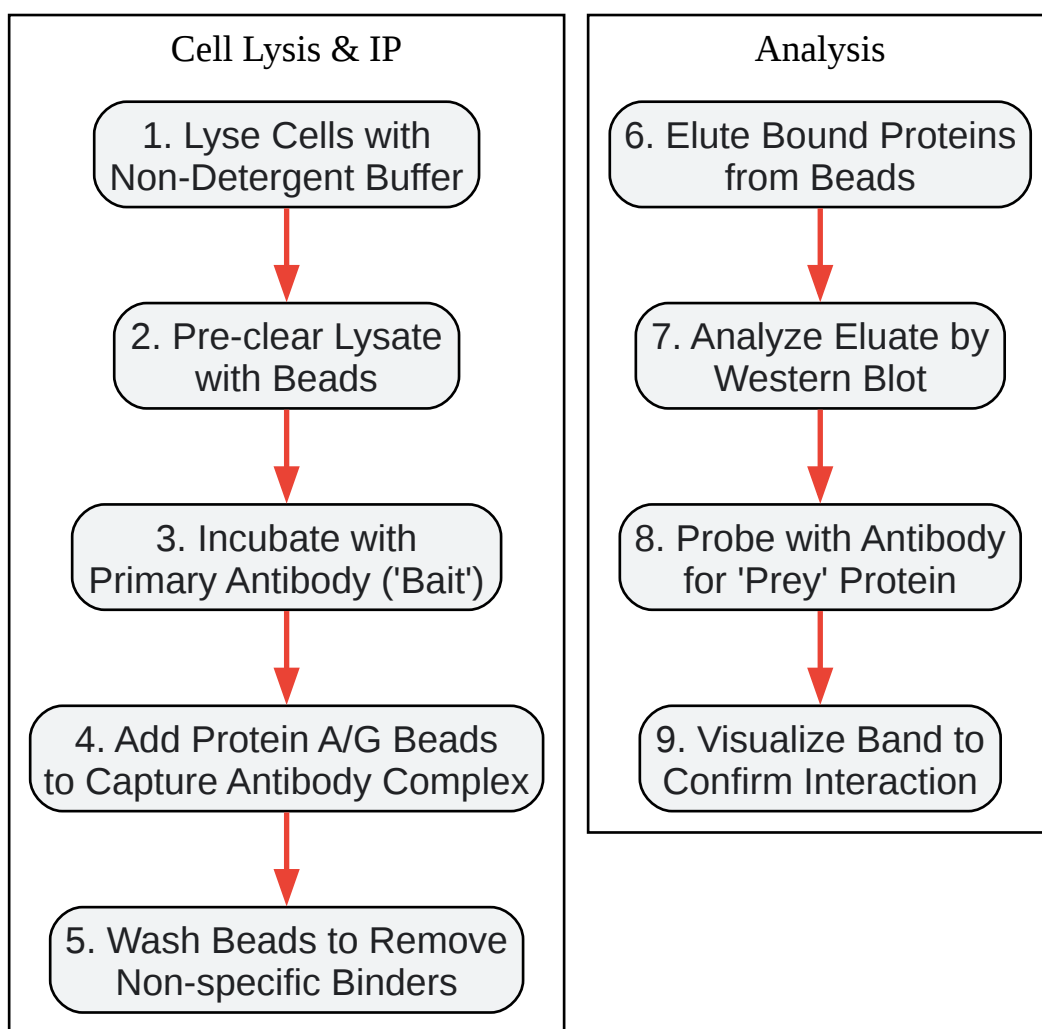 Cell Lysis & IP
1. Lyse Cells with
Non-Detergent Buffer
2. Pre-clear Lysate
with Beads
3. Incubate with
Primary Antibody ('Bait')
4. Add Protein A/G Beads
to Capture Antibody Complex
5. Wash Beads to Remove
Non-specific Binders
Analysis
6. Elute Bound Proteins
from Beads
7. Analyze Eluate by
Western Blot
8. Probe with Antibody
for 'Prey' Protein
9. Visualize Band to
Confirm Interaction